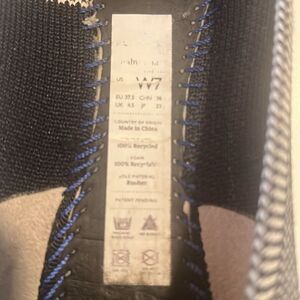 US W7
EU 37.5 CHN 38
UK 4.5 JP 23
COUNTRY OF ORIGIN
Made in China
100% Recycled
FOAM
100% Recyclable
SOLE MATERIAL
Rubber
PATENT PENDING